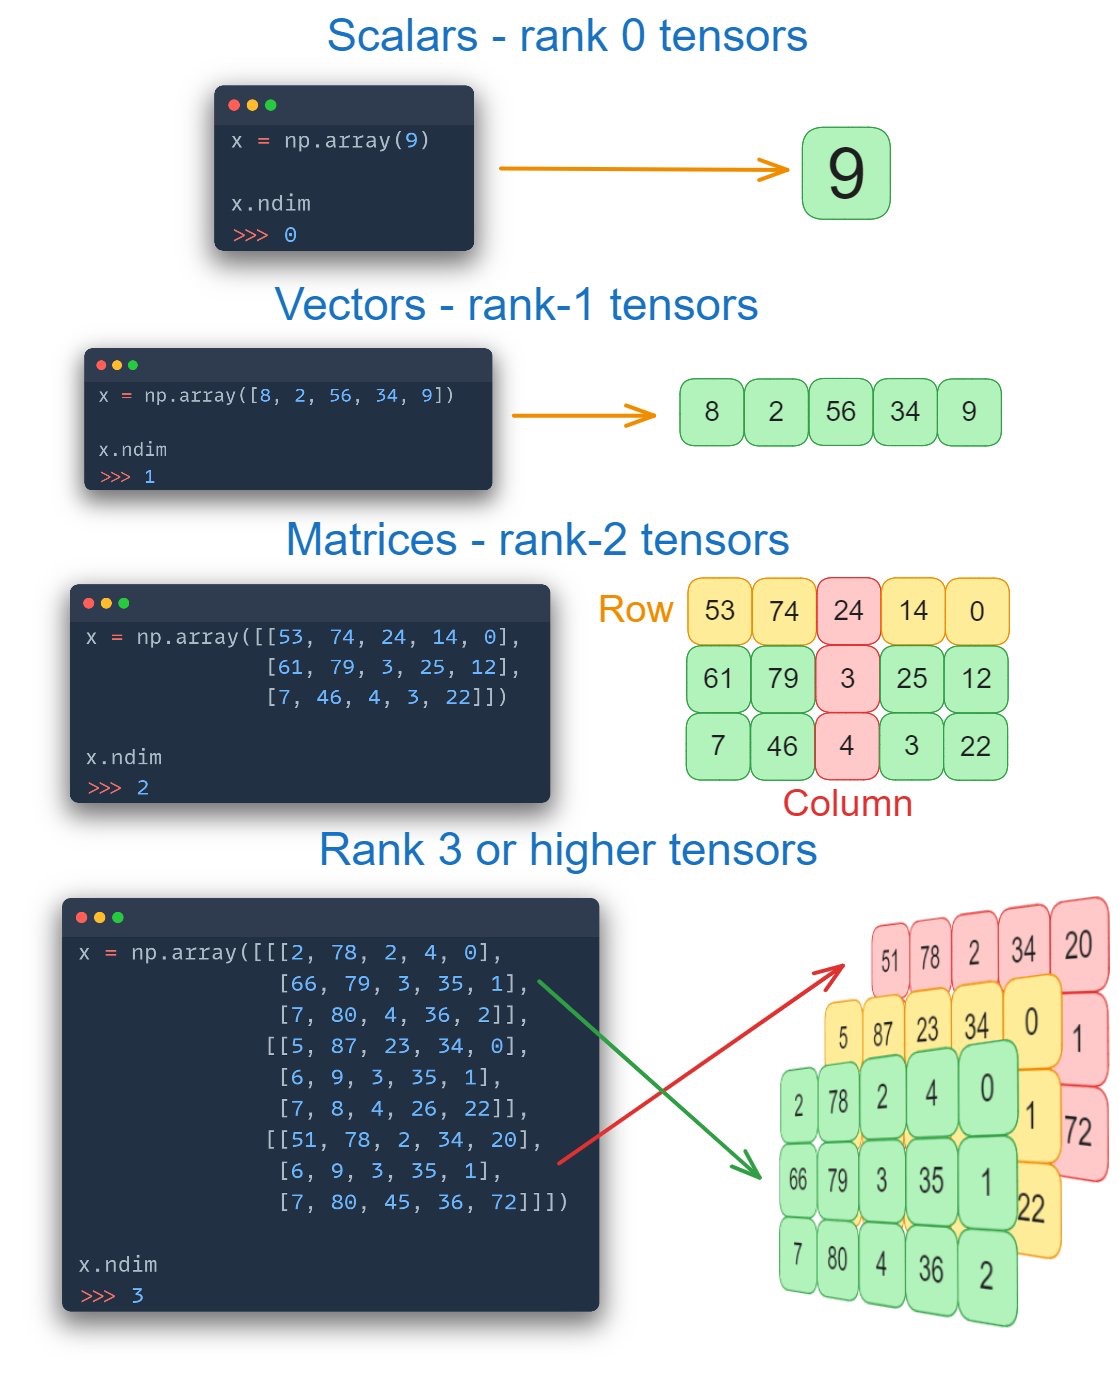 Scalars - rank 0 tensors
x = np.array(9)
x.ndim
>>> 0
9
Vectors - rank-1 tensors
x = np.array([8, 2, 56, 34, 9])
x.ndim
>>> 1
8 2 56 34 9
Matrices - rank-2 tensors
x = np.array([[53, 74, 24, 14, 0],
[61, 79, 3, 25, 12],
[7, 46, 4, 3, 22]])
x.ndim
>>> 2
Row
53 74 24 14 0
61 79 3 25 12
7 46 4 3 22
Column
Rank 3 or higher tensors
x = np.array([[[2, 78, 2, 4, 0],
[66, 79, 3, 35, 1],
[7, 80, 4, 36, 2]],
[[5, 87, 23, 34, 0],
[6, 9, 3, 35, 1],
[7, 8, 4, 26, 22]],
[[51, 78, 2, 34, 20],
[6, 9, 3, 35, 1],
[7, 80, 45, 36, 72]]])
x.ndim
>>> 3
51 78 2 34 20
1
72
5 87 23 34 0
1
22
2 78 2 4 0
66 79 3 35 1
7 80 4 36 2